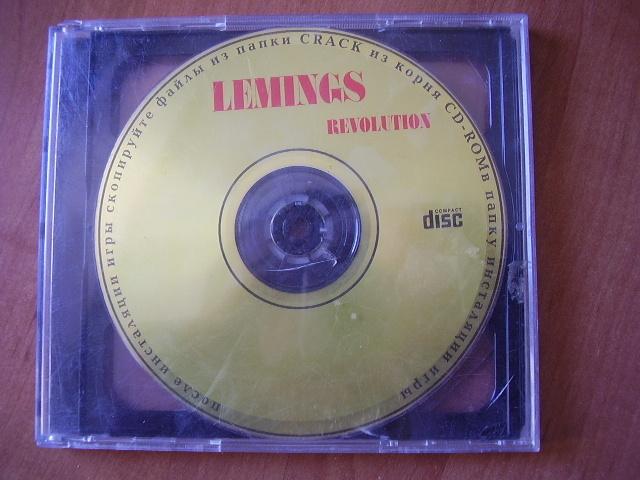 LEMINGS
REVOLUTION
COMPACT
disc
после инсталяции игры скопируйте файлы из папки CRACK из корня CD-ROMв папку инсталяции игры